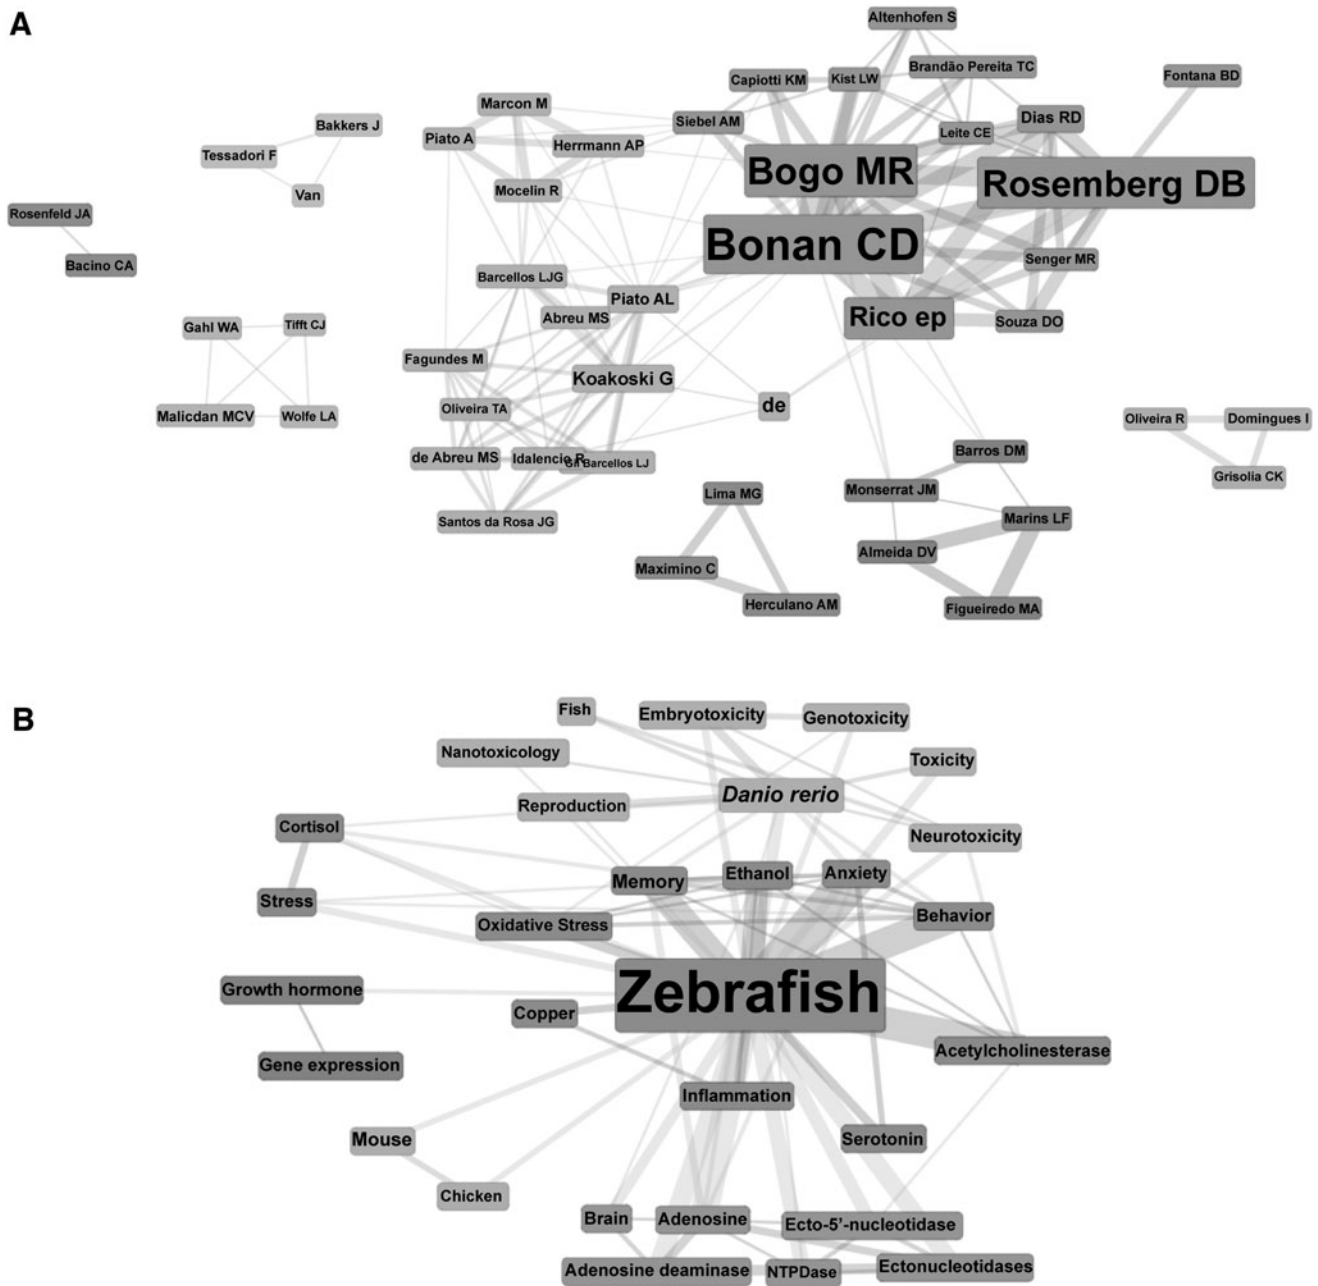 A
Altenhofen S
Fontana BD
Brandão Pereita TC
Capiotti KM
Kist LW
Marcon M
Bakkers J
Siebel AM
Dias RD
Leite CE
Piato A
Herrmann AP
Tessadori F
Bogo MR
Rosemberg DB
Mocelin R
Van
Rosenfeld JA
Bonan CD
Bacino CA
Senger MR
Barcellos LJG
Piato AL
Abreu MS
Rico ep
Souza DO
Gahl WA
Tifft CJ
Fagundes M
Koakoski G
de
Oliveira TA
Malicdan MCV
Wolfe LA
Oliveira R
Domingues I
de Abreu MS
Idalencio R
Gil Barcellos LJ
Barros DM
Grisolia CK
Lima MG
Monserrat JM
Santos da Rosa JG
Marins LF
Almeida DV
Maximino C
Herculano AM
Figueiredo MA
B
Fish
Embryotoxicity
Genotoxicity
Nanotoxicology
Toxicity
Danio rerio
Reproduction
Cortisol
Neurotoxicity
Memory
Ethanol
Anxiety
Stress
Oxidative Stress
Behavior
Growth hormone
Zebrafish
Copper
Acetylcholinesterase
Gene expression
Inflammation
Mouse
Serotonin
Chicken
Brain
Adenosine
Ecto-5'-nucleotidase
Adenosine deaminase
NTPDase
Ectonucleotidases